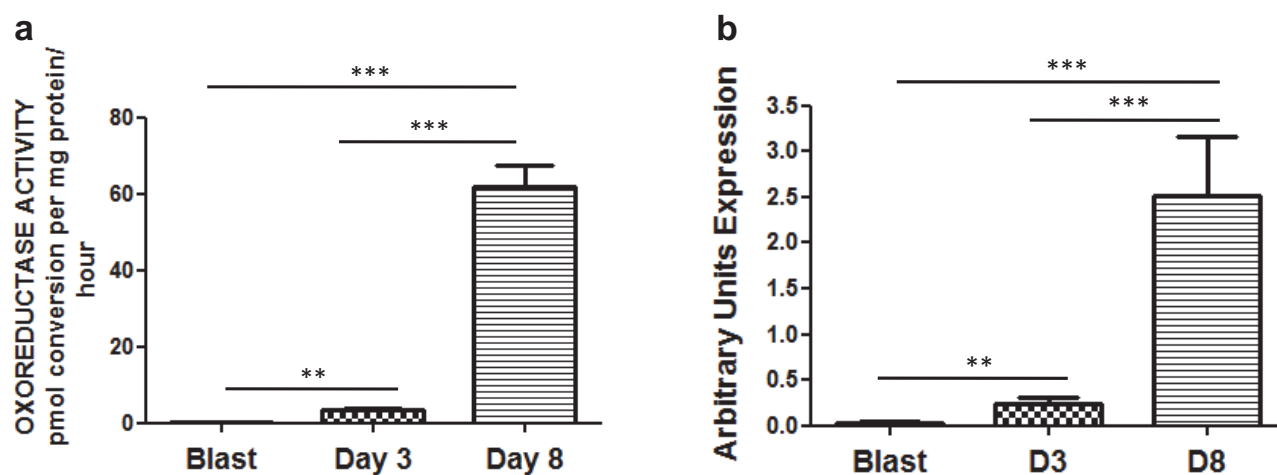 a
OXOREDUCTASE ACTIVITY
pmol conversion per mg protein/
hour
***
***
**
80
60
40
20
0
Blast
Day 3
Day 8
b
Arbitrary Units Expression
***
***
**
3.5
3.0
2.5
2.0
1.5
1.0
0.5
0.0
Blast
D3
D8